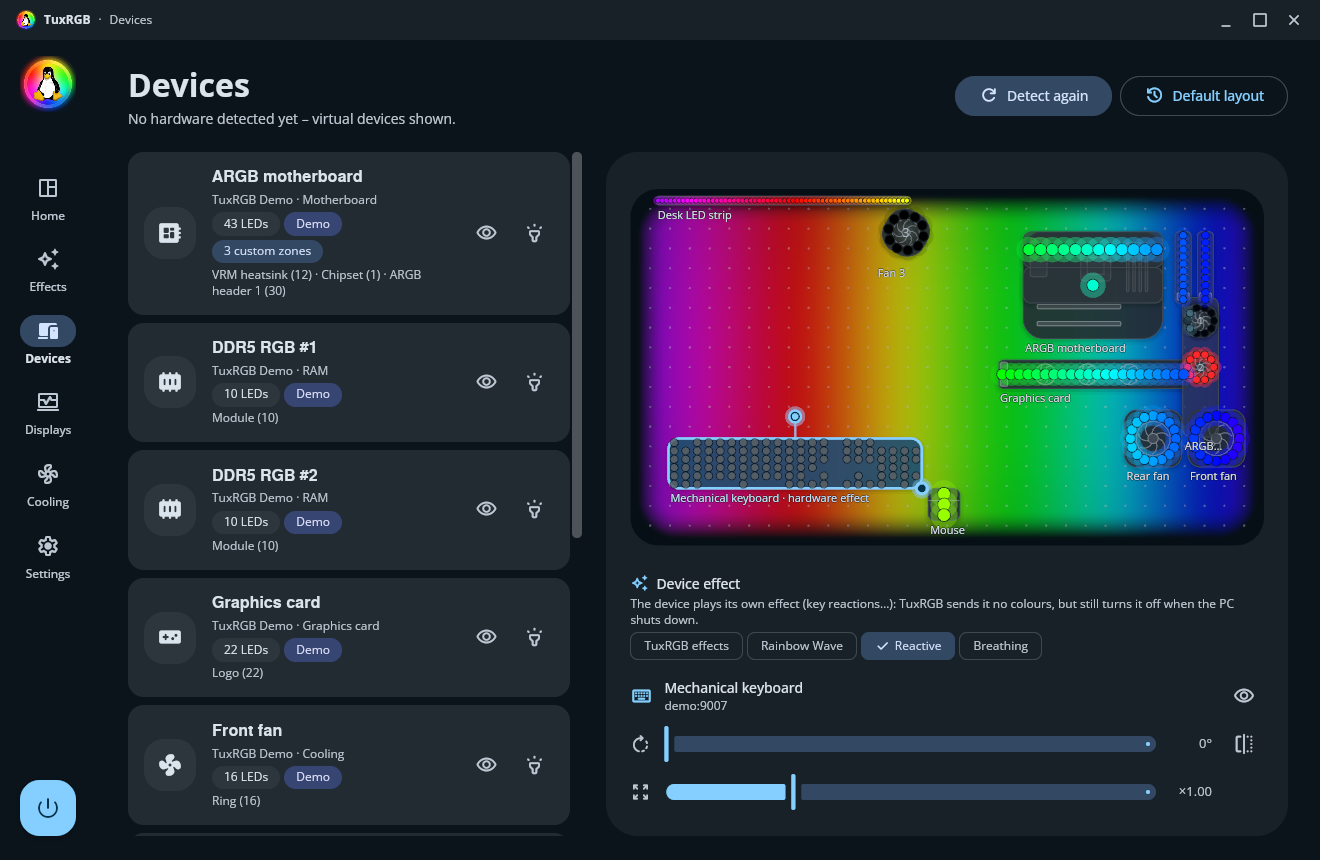 TuxRGB · Devices
Devices
No hardware detected yet – virtual devices shown.
Detect again
Default layout
Home
Effects
Devices
Displays
Cooling
Settings
ARGB motherboard
TuxRGB Demo · Motherboard
43 LEDs
Demo
3 custom zones
VRM heatsink (12) · Chipset (1) · ARGB
header 1 (30)
DDR5 RGB #1
TuxRGB Demo · RAM
10 LEDs
Demo
Module (10)
DDR5 RGB #2
TuxRGB Demo · RAM
10 LEDs
Demo
Module (10)
Graphics card
TuxRGB Demo · Graphics card
22 LEDs
Demo
Logo (22)
Front fan
TuxRGB Demo · Cooling
16 LEDs
Demo
Ring (16)
Desk LED strip
3
Fan 3
ARGB motherboard
1
2
Graphics card
ARGB...
Rear fan
Front fan
Mechanical keyboard · hardware effect
Mouse
Device effect
The device plays its own effect (key reactions…): TuxRGB sends it no colours, but still turns it off when the PC
shuts down.
TuxRGB effects
Rainbow Wave
Reactive
Breathing
Mechanical keyboard
demo:9007
0°
×1.00